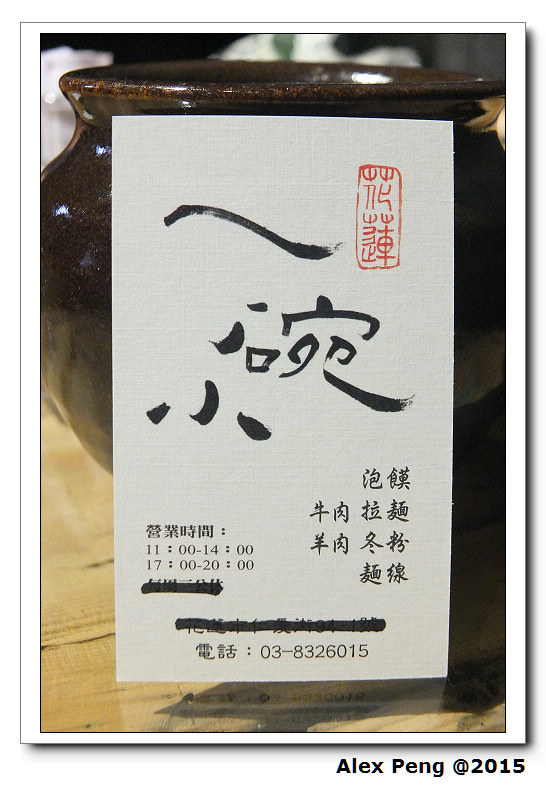 花蓮
一
碗
小
泡饃
牛肉 拉麵
羊肉 冬粉
麵線
營業時間：
11：00-14：00
17：00-20：00
電話：03-8326015
Alex Peng @2015